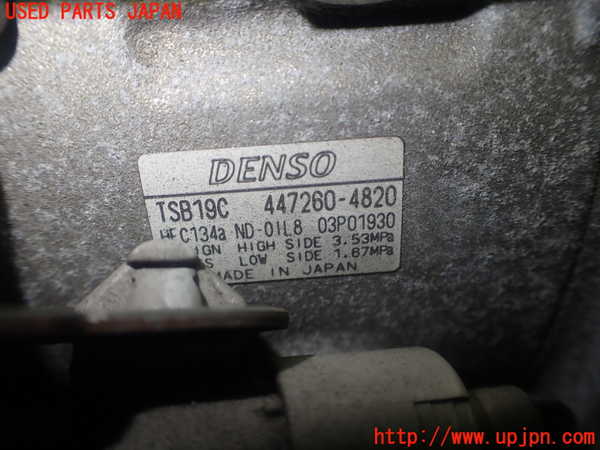 USED PARTS JAPAN
DENSO
TSB19C 447260-4820
HFC134a ND-OIL8 03P01930
HIGH SIDE 3.53MPa
LOW SIDE 1.67MPa
MADE IN JAPAN
http://www.upjpn.com/